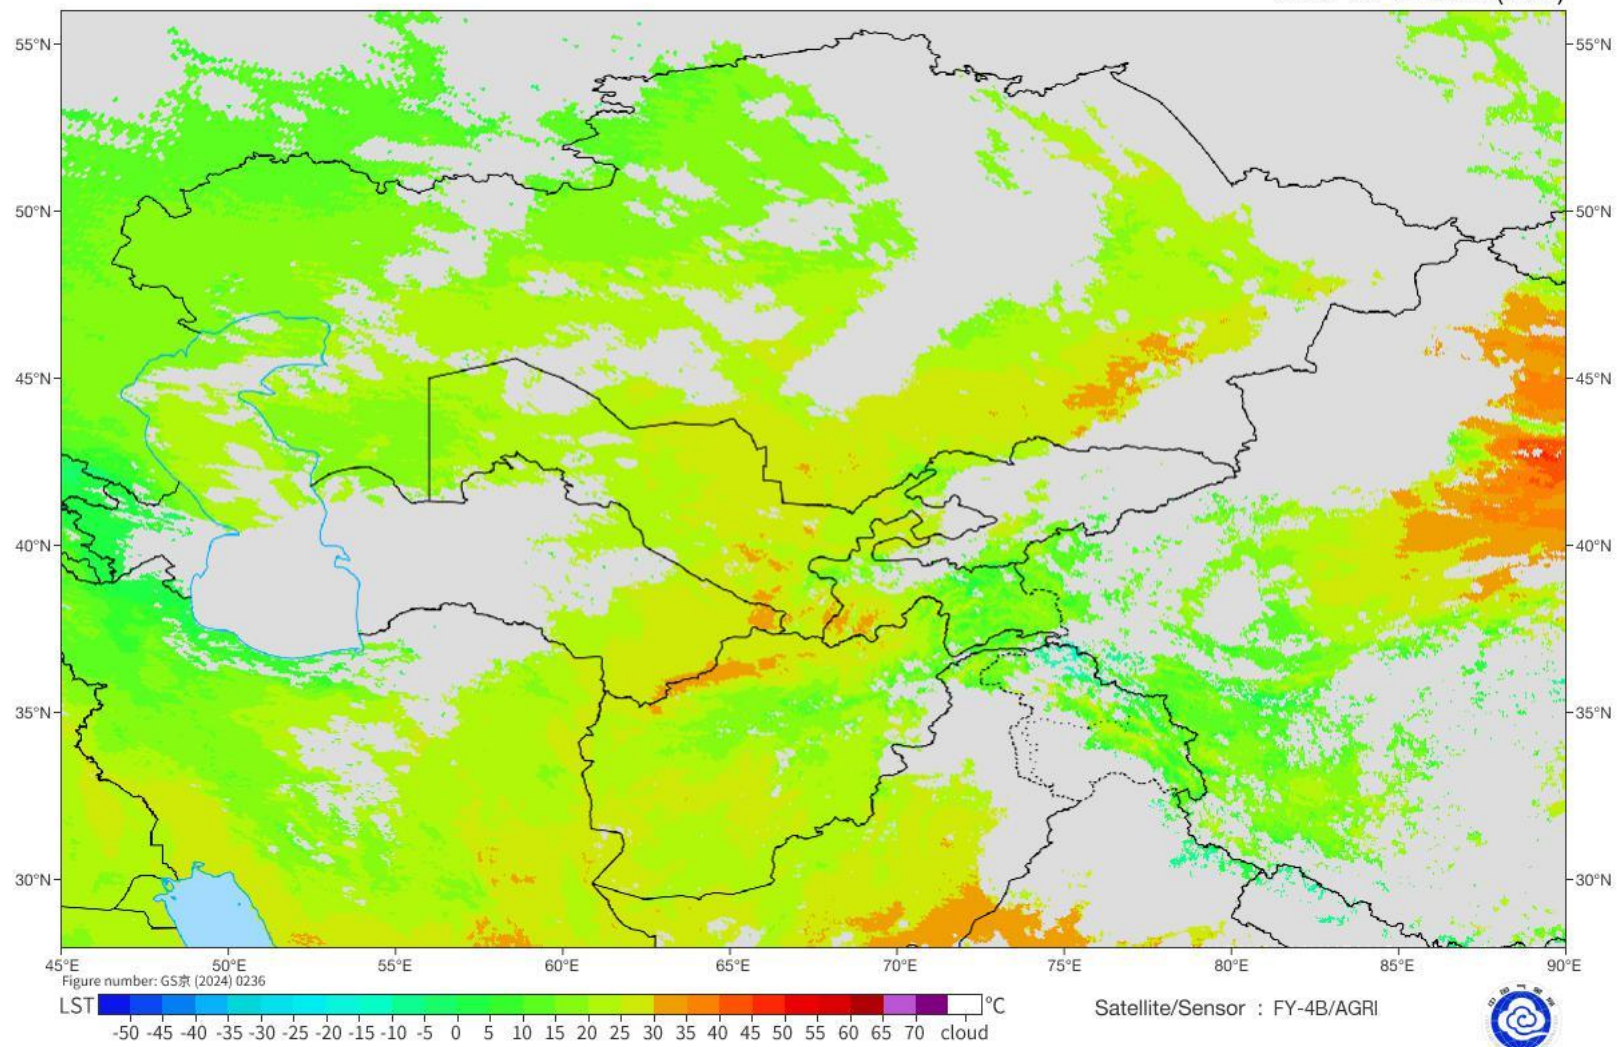 55°N
55°N
50°N
50°N
45°N
45°N
40°N
40°N
35°N
35°N
30°N
30°N
45°E 50°E 55°E 60°E 65°E 70°E 75°E 80°E 85°E 90°E
Figure number: GS京 (2024) 0236
LST °C
-50 -45 -40 -35 -30 -25 -20 -15 -10 -5 0 5 10 15 20 25 30 35 40 45 50 55 60 65 70 cloud
Satellite/Sensor : FY-4B/AGRI